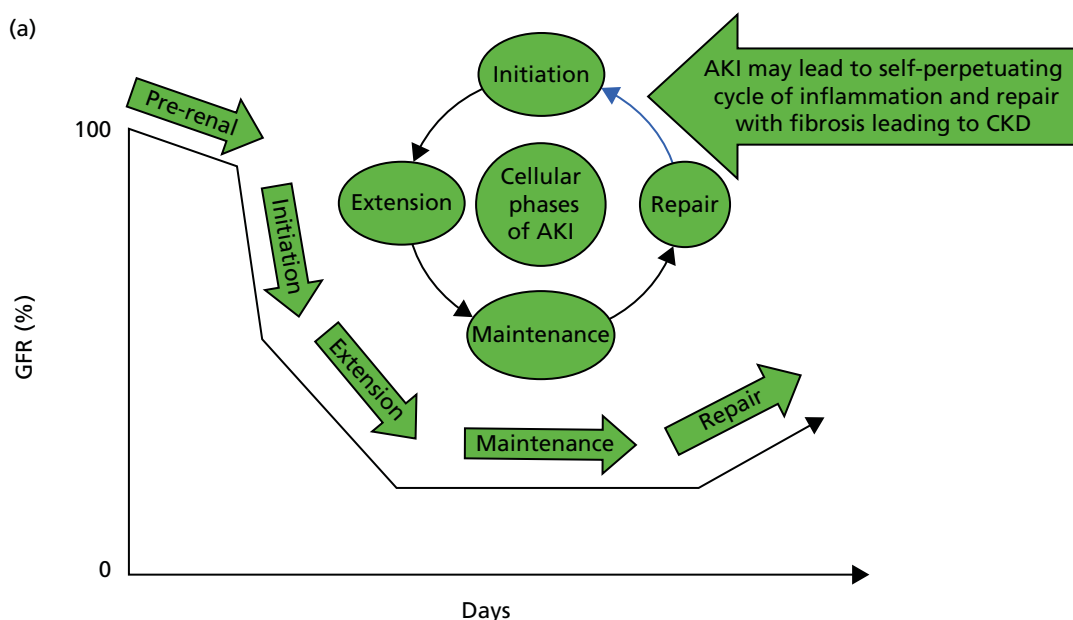 (a)
Initiation
AKI may lead to self-perpetuating
cycle of inflammation and repair
with fibrosis leading to CKD
Pre-renal
100
Extension
Cellular
phases
of AKI
Repair
Initiation
Maintenance
GFR (%)
Extension
Maintenance
Repair
0
Days